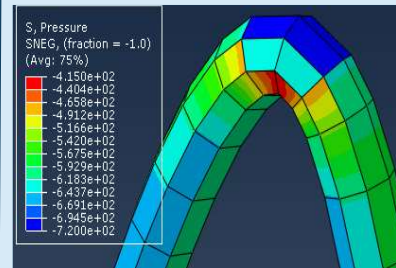 S, Pressure
SNEG, (fraction = -1.0)
(Avg: 75%)
-4.150e+02
-4.404e+02
-4.658e+02
-4.912e+02
-5.166e+02
-5.420e+02
-5.675e+02
-5.929e+02
-6.183e+02
-6.437e+02
-6.691e+02
-6.945e+02
-7.200e+02